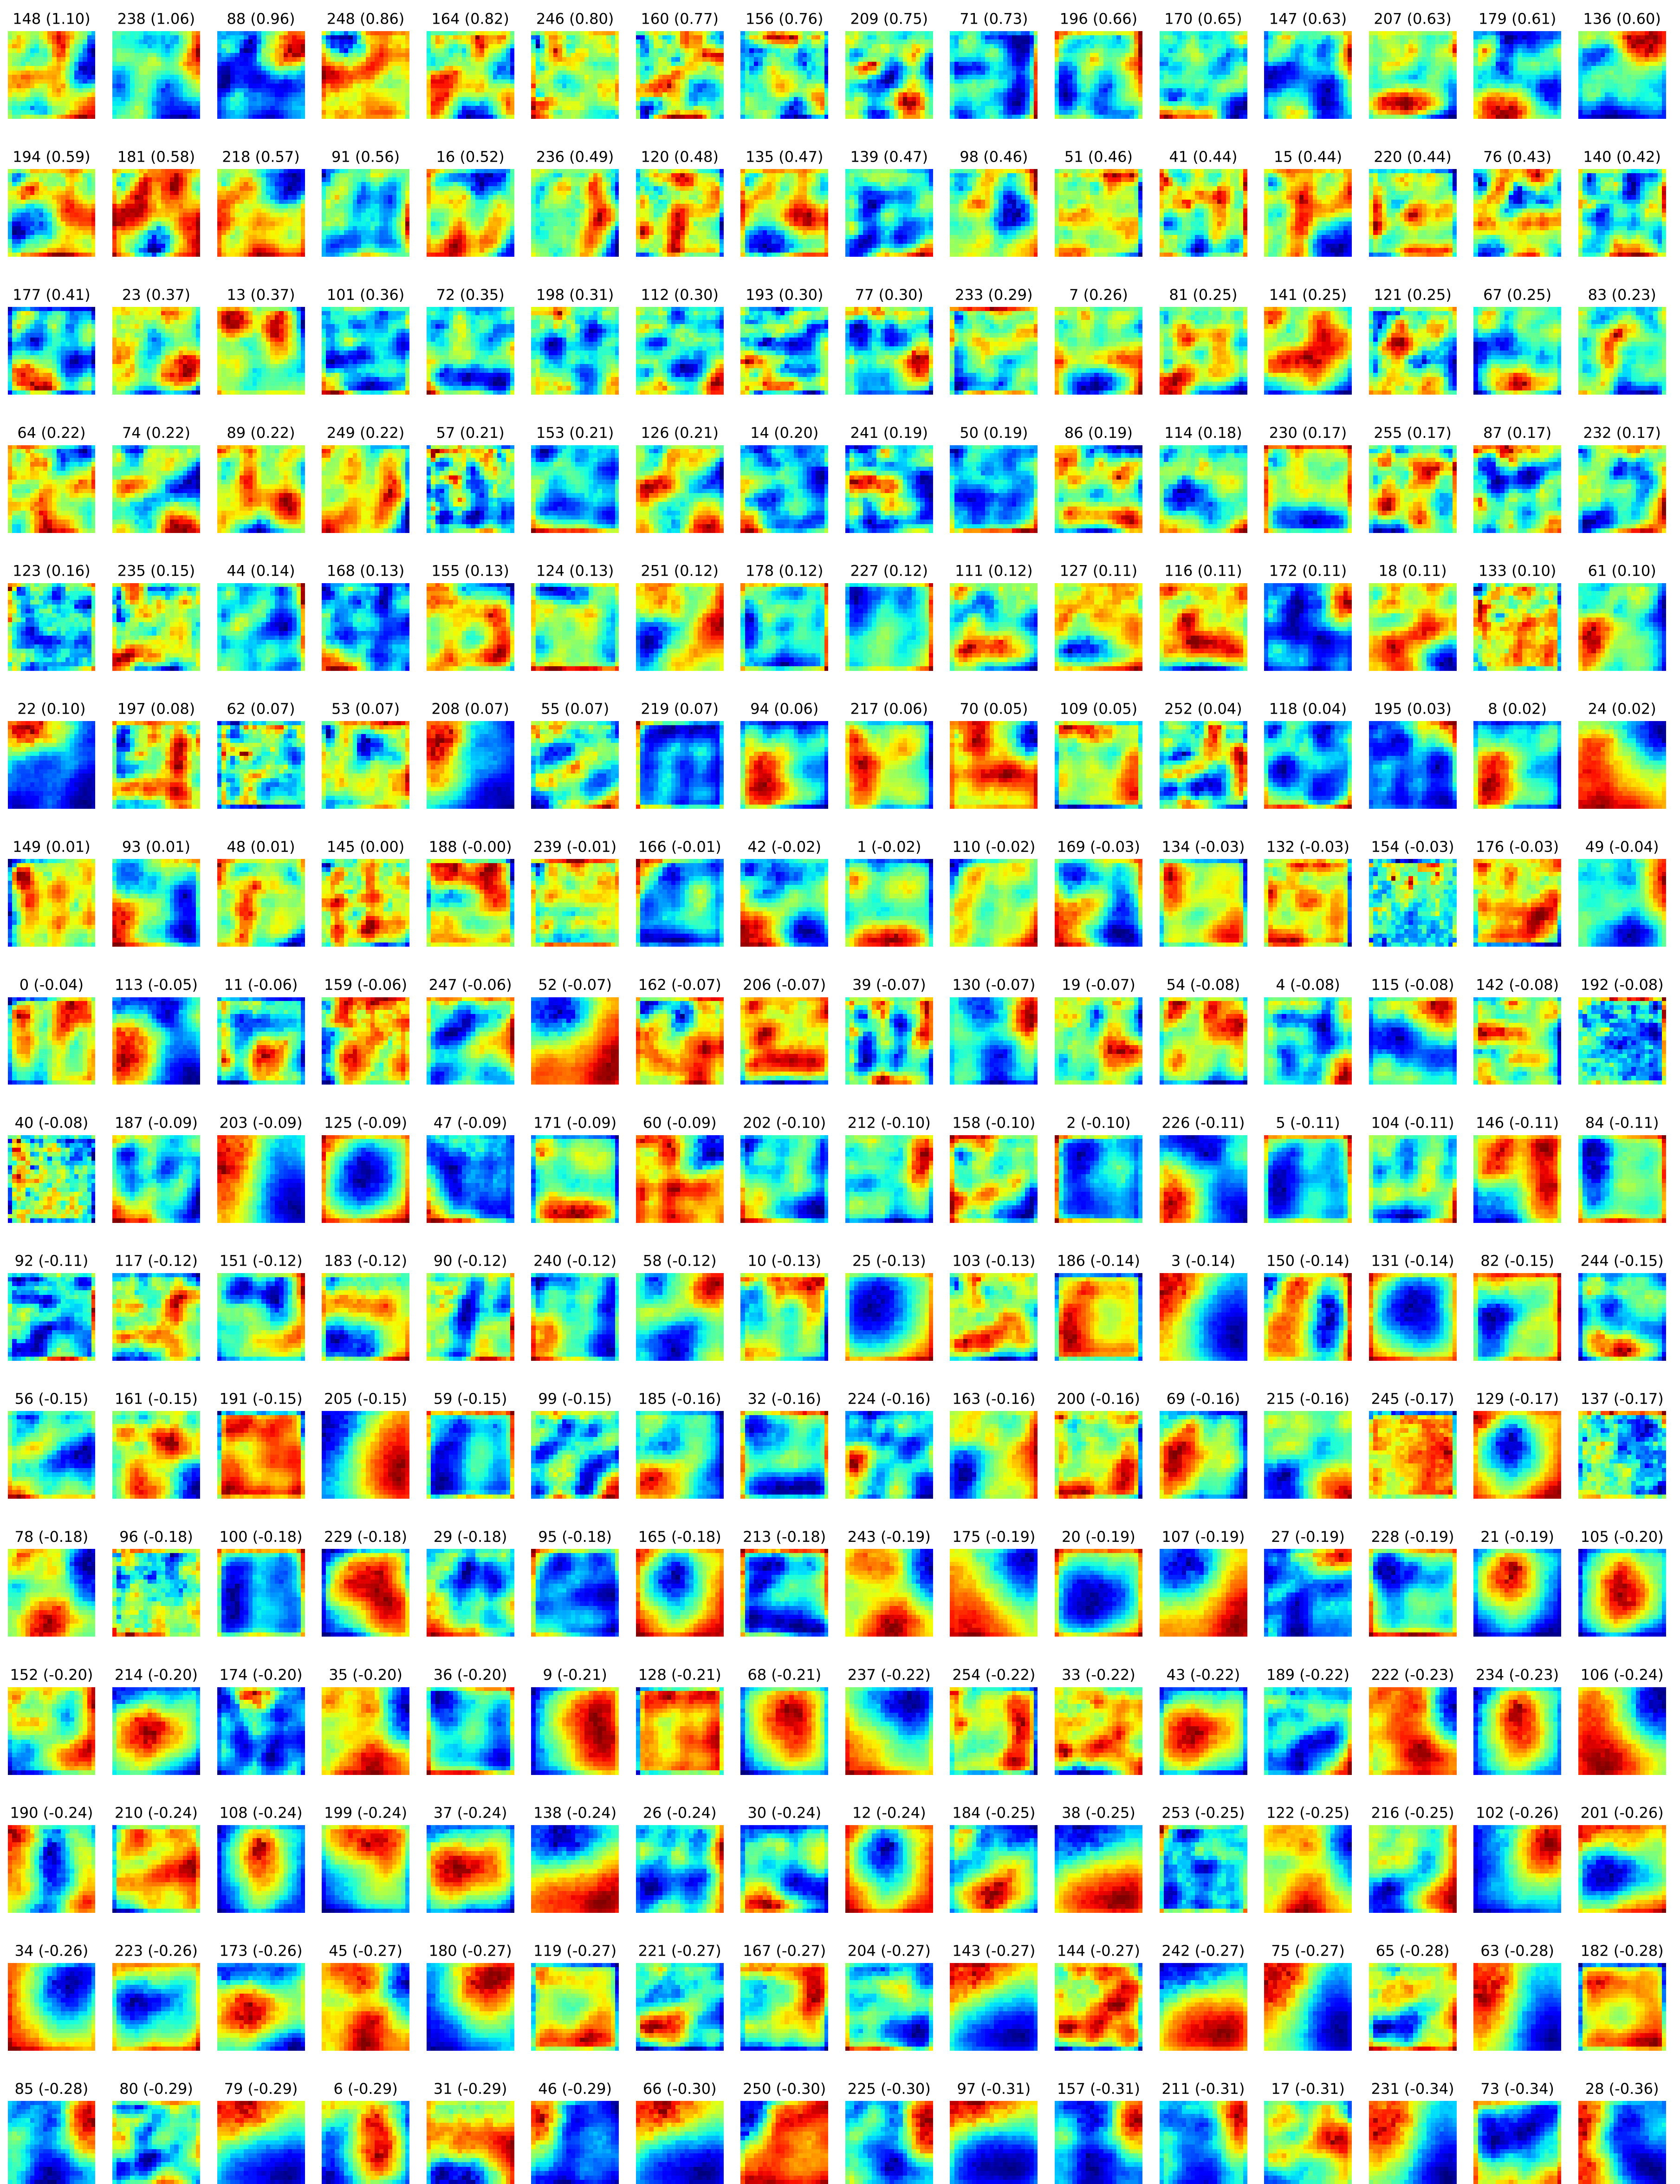 148 (1.10) 238 (1.06) 88 (0.96) 248 (0.86) 164 (0.82) 246 (0.80) 160 (0.77) 156 (0.76) 209 (0.75) 71 (0.73) 196 (0.66) 170 (0.65) 147 (0.63) 207 (0.63) 179 (0.61) 136 (0.60)
194 (0.59) 181 (0.58) 218 (0.57) 91 (0.56) 16 (0.52) 236 (0.49) 120 (0.48) 135 (0.47) 139 (0.47) 98 (0.46) 51 (0.46) 41 (0.44) 15 (0.44) 220 (0.44) 76 (0.43) 140 (0.42)
177 (0.41) 23 (0.37) 13 (0.37) 101 (0.36) 72 (0.35) 198 (0.31) 112 (0.30) 193 (0.30) 77 (0.30) 233 (0.29) 7 (0.26) 81 (0.25) 141 (0.25) 121 (0.25) 67 (0.25) 83 (0.23)
64 (0.22) 74 (0.22) 89 (0.22) 249 (0.22) 57 (0.21) 153 (0.21) 126 (0.21) 14 (0.20) 241 (0.19) 50 (0.19) 86 (0.19) 114 (0.18) 230 (0.17) 255 (0.17) 87 (0.17) 232 (0.17)
123 (0.16) 235 (0.15) 44 (0.14) 168 (0.13) 155 (0.13) 124 (0.13) 251 (0.12) 178 (0.12) 227 (0.12) 111 (0.12) 127 (0.11) 116 (0.11) 172 (0.11) 18 (0.11) 133 (0.10) 61 (0.10)
22 (0.10) 197 (0.08) 62 (0.07) 53 (0.07) 208 (0.07) 55 (0.07) 219 (0.07) 94 (0.06) 217 (0.06) 70 (0.05) 109 (0.05) 252 (0.04) 118 (0.04) 195 (0.03) 8 (0.02) 24 (0.02)
149 (0.01) 93 (0.01) 48 (0.01) 145 (0.00) 188 (-0.00) 239 (-0.01) 166 (-0.01) 42 (-0.02) 1 (-0.02) 110 (-0.02) 169 (-0.03) 134 (-0.03) 132 (-0.03) 154 (-0.03) 176 (-0.03) 49 (-0.04)
0 (-0.04) 113 (-0.05) 11 (-0.06) 159 (-0.06) 247 (-0.06) 52 (-0.07) 162 (-0.07) 206 (-0.07) 39 (-0.07) 130 (-0.07) 19 (-0.07) 54 (-0.08) 4 (-0.08) 115 (-0.08) 142 (-0.08) 192 (-0.08)
40 (-0.08) 187 (-0.09) 203 (-0.09) 125 (-0.09) 47 (-0.09) 171 (-0.09) 60 (-0.09) 202 (-0.10) 212 (-0.10) 158 (-0.10) 2 (-0.10) 226 (-0.11) 5 (-0.11) 104 (-0.11) 146 (-0.11) 84 (-0.11)
92 (-0.11) 117 (-0.12) 151 (-0.12) 183 (-0.12) 90 (-0.12) 240 (-0.12) 58 (-0.12) 10 (-0.13) 25 (-0.13) 103 (-0.13) 186 (-0.14) 3 (-0.14) 150 (-0.14) 131 (-0.14) 82 (-0.15) 244 (-0.15)
56 (-0.15) 161 (-0.15) 191 (-0.15) 205 (-0.15) 59 (-0.15) 99 (-0.15) 185 (-0.16) 32 (-0.16) 224 (-0.16) 163 (-0.16) 200 (-0.16) 69 (-0.16) 215 (-0.16) 245 (-0.17) 129 (-0.17) 137 (-0.17)
78 (-0.18) 96 (-0.18) 100 (-0.18) 229 (-0.18) 29 (-0.18) 95 (-0.18) 165 (-0.18) 213 (-0.18) 243 (-0.19) 175 (-0.19) 20 (-0.19) 107 (-0.19) 27 (-0.19) 228 (-0.19) 21 (-0.19) 105 (-0.20)
152 (-0.20) 214 (-0.20) 174 (-0.20) 35 (-0.20) 36 (-0.20) 9 (-0.21) 128 (-0.21) 68 (-0.21) 237 (-0.22) 254 (-0.22) 33 (-0.22) 43 (-0.22) 189 (-0.22) 222 (-0.23) 234 (-0.23) 106 (-0.24)
190 (-0.24) 210 (-0.24) 108 (-0.24) 199 (-0.24) 37 (-0.24) 138 (-0.24) 26 (-0.24) 30 (-0.24) 12 (-0.24) 184 (-0.25) 38 (-0.25) 253 (-0.25) 122 (-0.25) 216 (-0.25) 102 (-0.26) 201 (-0.26)
34 (-0.26) 223 (-0.26) 173 (-0.26) 45 (-0.27) 180 (-0.27) 119 (-0.27) 221 (-0.27) 167 (-0.27) 204 (-0.27) 143 (-0.27) 144 (-0.27) 242 (-0.27) 75 (-0.27) 65 (-0.28) 63 (-0.28) 182 (-0.28)
85 (-0.28) 80 (-0.29) 79 (-0.29) 6 (-0.29) 31 (-0.29) 46 (-0.29) 66 (-0.30) 250 (-0.30) 225 (-0.30) 97 (-0.31) 157 (-0.31) 211 (-0.31) 17 (-0.31) 231 (-0.34) 73 (-0.34) 28 (-0.36)